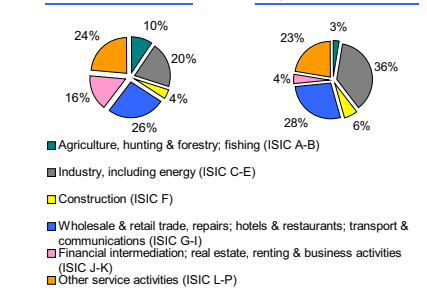 24%
10%
20%
4%
26%
16%
23%
3%
36%
6%
28%
4%
Agriculture, hunting & forestry; fishing (ISIC A-B)
Industry, including energy (ISIC C-E)
Construction (ISIC F)
Wholesale & retail trade, repairs; hotels & restaurants; transport &
communications (ISIC G-I)
Financial intermediation; real estate, renting & business activities
(ISIC J-K)
Other service activities (ISIC L-P)